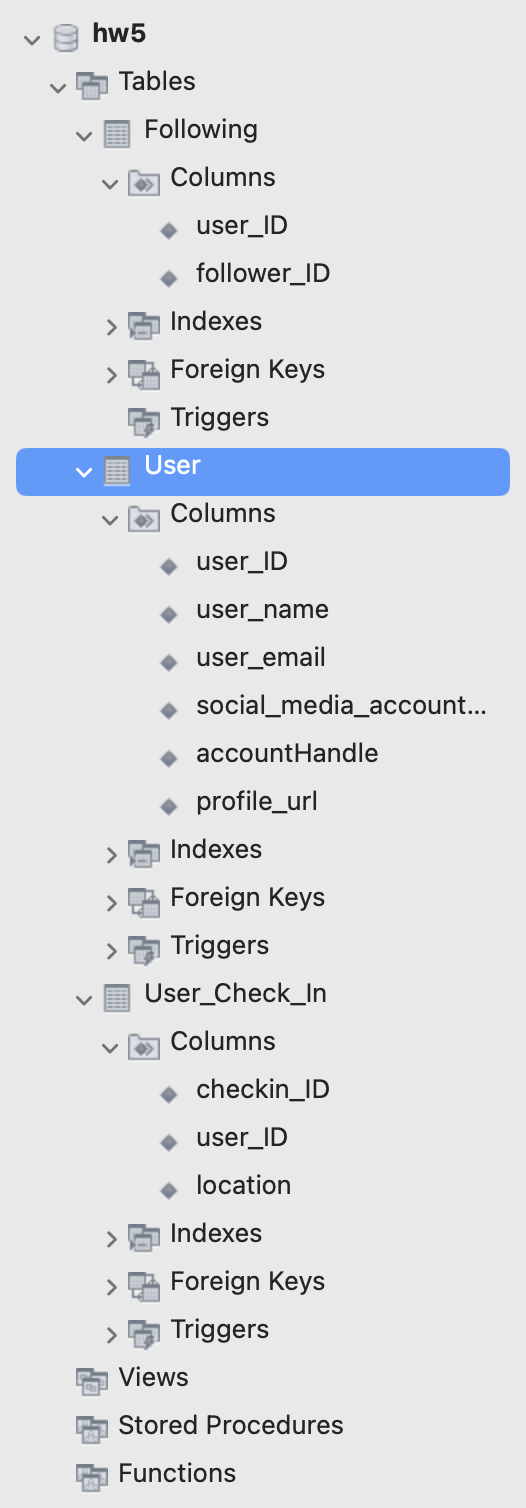 hw5
Tables
Following
Columns
user_ID
follower_ID
Indexes
Foreign Keys
Triggers
User
Columns
user_ID
user_name
user_email
social_media_account...
accountHandle
profile_url
Indexes
Foreign Keys
Triggers
User_Check_In
Columns
checkin_ID
user_ID
location
Indexes
Foreign Keys
Triggers
Views
Stored Procedures
Functions